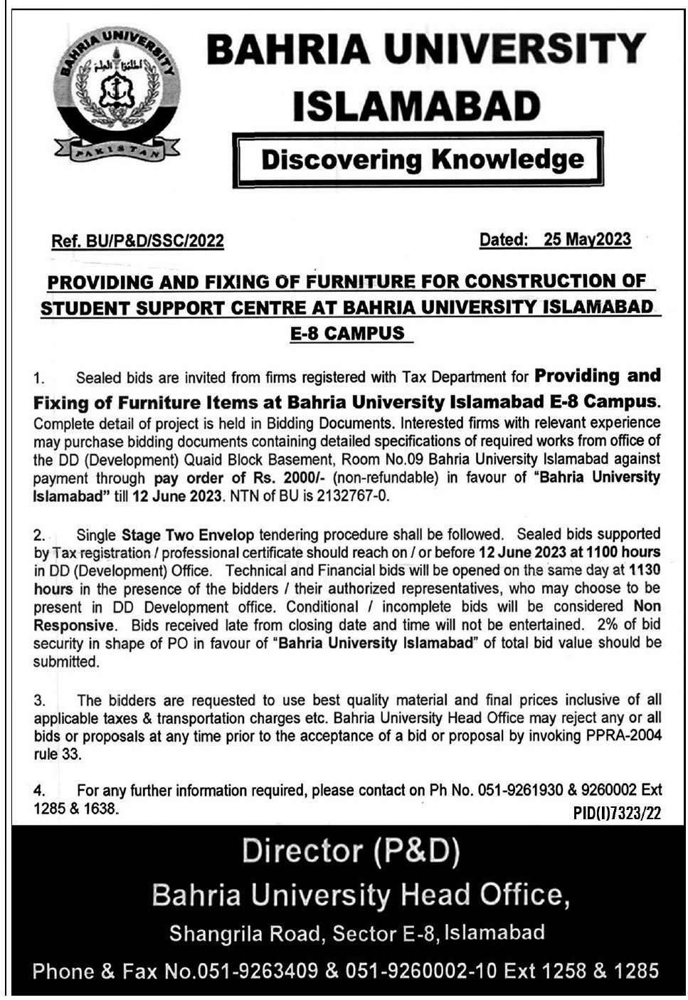 BAHRIA UNIVERSITY
PAKISTAN
BAHRIA UNIVERSITY
ISLAMABAD
Discovering Knowledge
Ref. BU/P&D/SSC/2022
Dated: 25 May2023
PROVIDING AND FIXING OF FURNITURE FOR CONSTRUCTION OF
STUDENT SUPPORT CENTRE AT BAHRIA UNIVERSITY ISLAMABAD
E-8 CAMPUS
1. Sealed bids are invited from firms registered with Tax Department for Providing and
Fixing of Furniture Items at Bahria University Islamabad E-8 Campus.
Complete detail of project is held in Bidding Documents. Interested firms with relevant experience
may purchase bidding documents containing detailed specifications of required works from office of
the DD (Development) Quaid Block Basement, Room No.09 Bahria University Islamabad against
payment through pay order of Rs. 2000/- (non-refundable) in favour of “Bahria University
Islamabad” till 12 June 2023. NTN of BU is 2132767-0.
2. Single Stage Two Envelop tendering procedure shall be followed. Sealed bids supported
by Tax registration / professional certificate should reach on / or before 12 June 2023 at 1100 hours
in DD (Development) Office. Technical and Financial bids will be opened on the same day at 1130
hours in the presence of the bidders / their authorized representatives, who may choose to be
present in DD Development office. Conditional / incomplete bids will be considered Non
Responsive. Bids received late from closing date and time will not be entertained. 2% of bid
security in shape of PO in favour of “Bahria University Islamabad” of total bid value should be
submitted.
3. The bidders are requested to use best quality material and final prices inclusive of all
applicable taxes & transportation charges etc. Bahria University Head Office may reject any or all
bids or proposals at any time prior to the acceptance of a bid or proposal by invoking PPRA-2004
rule 33.
4. For any further information required, please contact on Ph No. 051-9261930 & 9260002 Ext
1285 & 1638.
PID(I)7323/22
Director (P&D)
Bahria University Head Office,
Shangrila Road, Sector E-8, Islamabad
Phone & Fax No.051-9263409 & 051-9260002-10 Ext 1258 & 1285